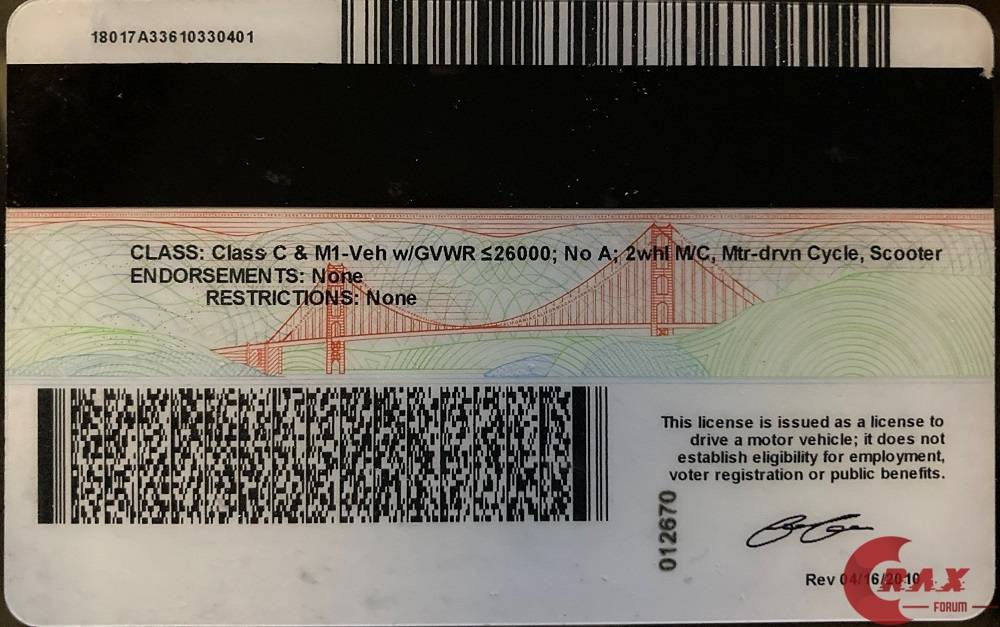 18017A33610330401
CLASS: Class C & M1-Veh w/GVWR ≤26000; No A; 2whl M/C, Mtr-drvn Cycle, Scooter
ENDORSEMENTS: None
RESTRICTIONS: None
This license is issued as a license to
drive a motor vehicle; it does not
establish eligibility for employment,
voter registration or public benefits.
012670
Rev 04/16/2010
CRAX
FORUM